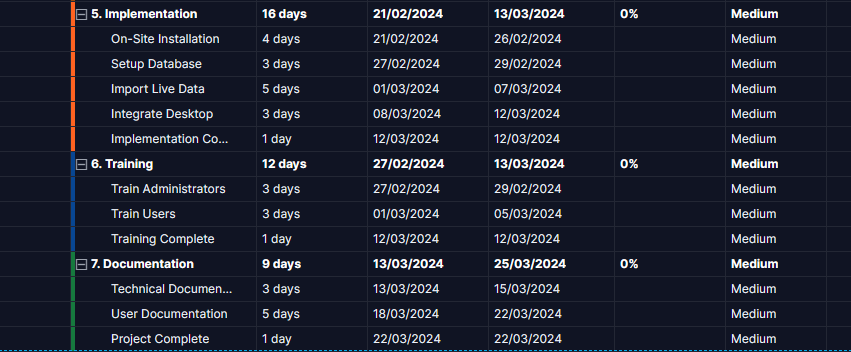 5. Implementation 16 days 21/02/2024 13/03/2024 0% Medium
On-Site Installation 4 days 21/02/2024 26/02/2024 Medium
Setup Database 3 days 27/02/2024 29/02/2024 Medium
Import Live Data 5 days 01/03/2024 07/03/2024 Medium
Integrate Desktop 3 days 08/03/2024 12/03/2024 Medium
Implementation Co... 1 day 12/03/2024 12/03/2024 Medium
6. Training 12 days 27/02/2024 13/03/2024 0% Medium
Train Administrators 3 days 27/02/2024 29/02/2024 Medium
Train Users 3 days 01/03/2024 05/03/2024 Medium
Training Complete 1 day 12/03/2024 12/03/2024 Medium
7. Documentation 9 days 13/03/2024 25/03/2024 0% Medium
Technical Documen... 3 days 13/03/2024 15/03/2024 Medium
User Documentation 5 days 18/03/2024 22/03/2024 Medium
Project Complete 1 day 22/03/2024 22/03/2024 Medium